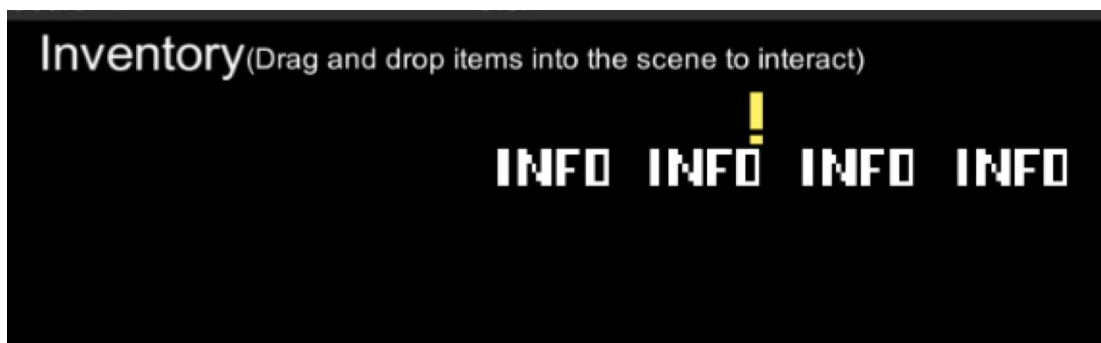 Inventory(Drag and drop items into the scene to interact)
!
INFO INFO INFO INFO